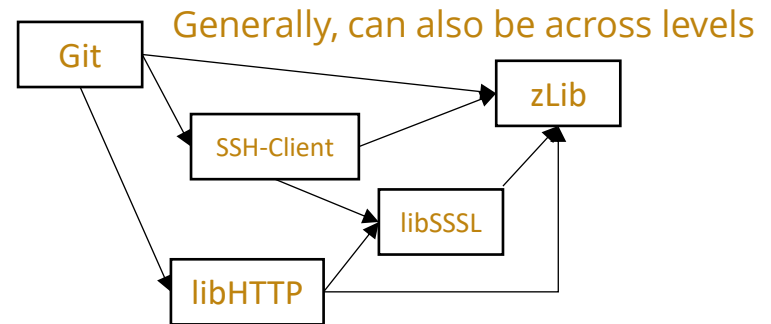 Generally, can also be across levels
Git
zLib
SSH-Client
libSSSL
libHTTP